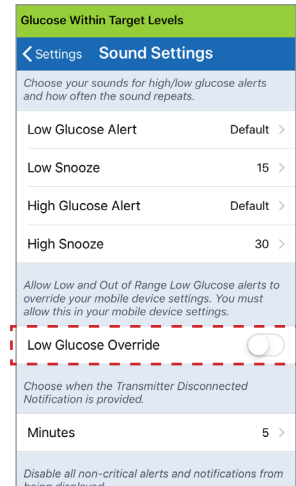 Glucose Within Target Levels
Settings Sound Settings
Choose your sounds for high/low glucose alerts
and how often the sound repeats.
Low Glucose Alert Default
Low Snooze 15
High Glucose Alert Default
High Snooze 30
Allow Low and Out of Range Low Glucose alerts to
override your mobile device settings. You must
allow this in your mobile device settings.
Low Glucose Override
Choose when the Transmitter Disconnected
Notification is provided.
Minutes 5
Disable all non-critical alerts and notifications from
being displayed